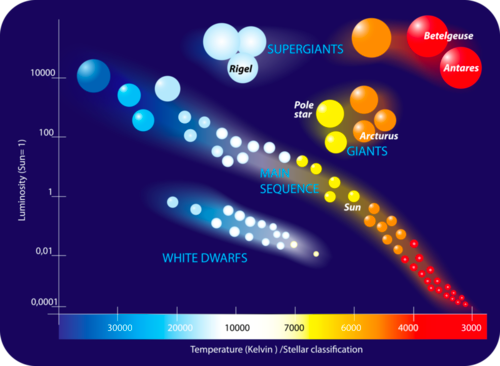 Betelgeuse
SUPERGIANTS
Rigel
Antares
10000
Pole
star
100
Arcturus
GIANTS
MAIN
SEQUENCE
1
Sun
WHITE DWARFS
0,01
0,0001
Luminosity (Sun= 1)
30000 20000 10000 7000 6000 4000 3000
Temperature (Kelvin ) /Stellar classification